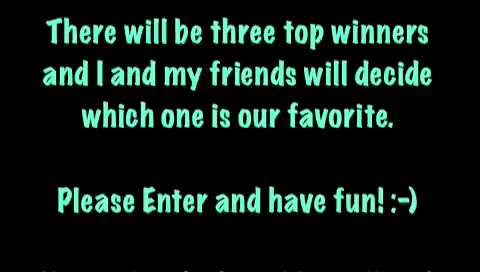 There will be three top winners
and I and my friends will decide
which one is our favorite.
Please Enter and have fun! :-)